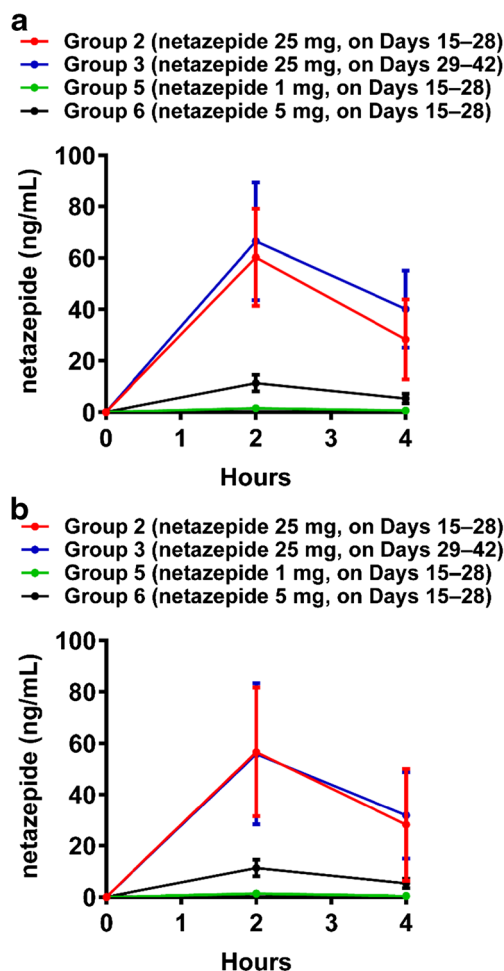 a
Group 2 (netazepide 25 mg, on Days 15–28)
Group 3 (netazepide 25 mg, on Days 29–42)
Group 5 (netazepide 1 mg, on Days 15–28)
Group 6 (netazepide 5 mg, on Days 15–28)
netazepide (ng/mL)
100
80
60
40
20
0
0 1 2 3 4
Hours
b
Group 2 (netazepide 25 mg, on Days 15–28)
Group 3 (netazepide 25 mg, on Days 29–42)
Group 5 (netazepide 1 mg, on Days 15–28)
Group 6 (netazepide 5 mg, on Days 15–28)
netazepide (ng/mL)
100
80
60
40
20
0
0 1 2 3 4
Hours